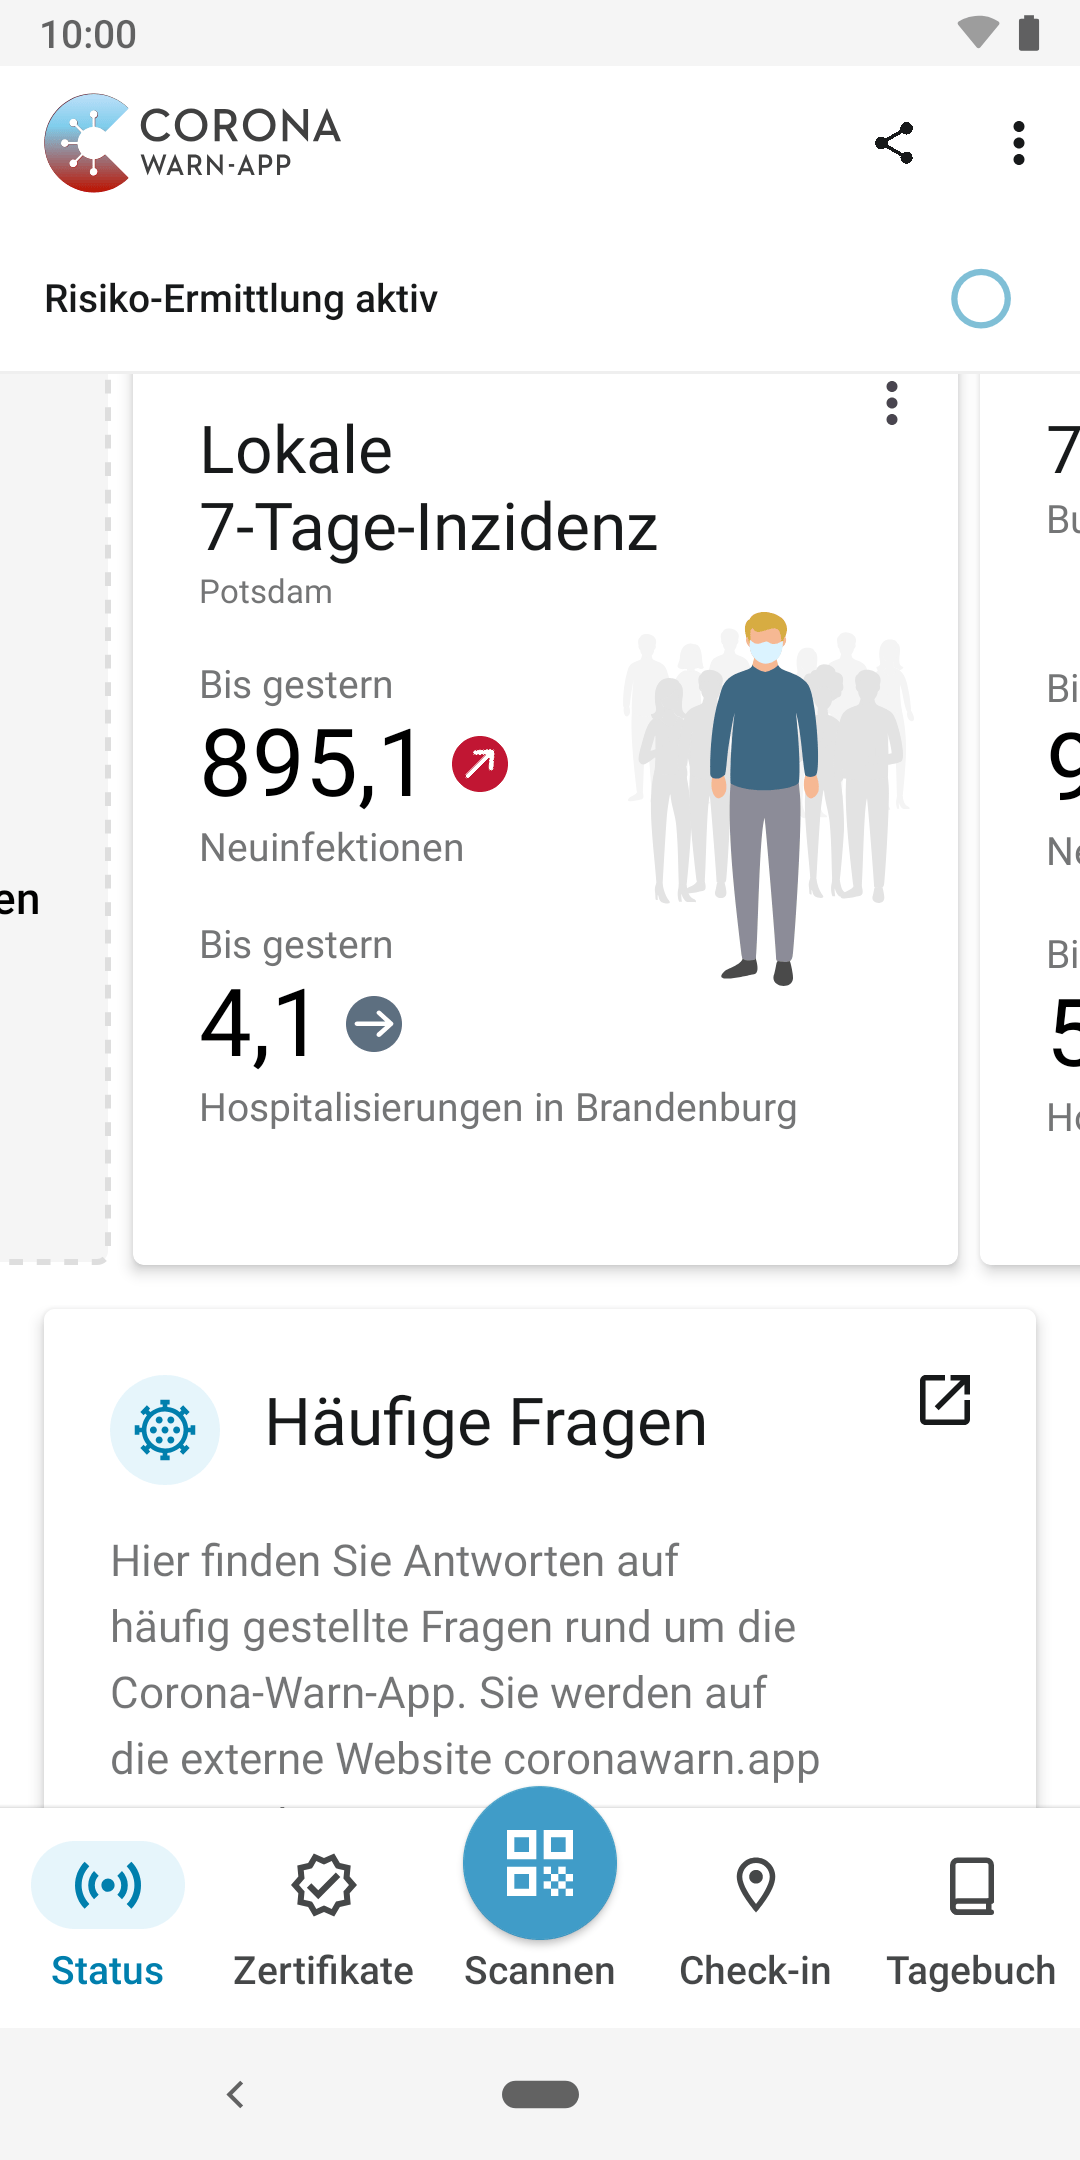 10:00
CORONA
WARN-APP
Risiko-Ermittlung aktiv
Lokale
7-Tage-Inzidenz
Potsdam
Bis gestern
895,1
Neuinfektionen
Bis gestern
4,1
Hospitalisierungen in Brandenburg
en
7
Bu
Bi
9
Ne
Bi
5
Ho
Häufige Fragen
Hier finden Sie Antworten auf
häufig gestellte Fragen rund um die
Corona-Warn-App. Sie werden auf
die externe Website coronawarn.app
Status
Zertifikate
Scannen
Check-in
Tagebuch